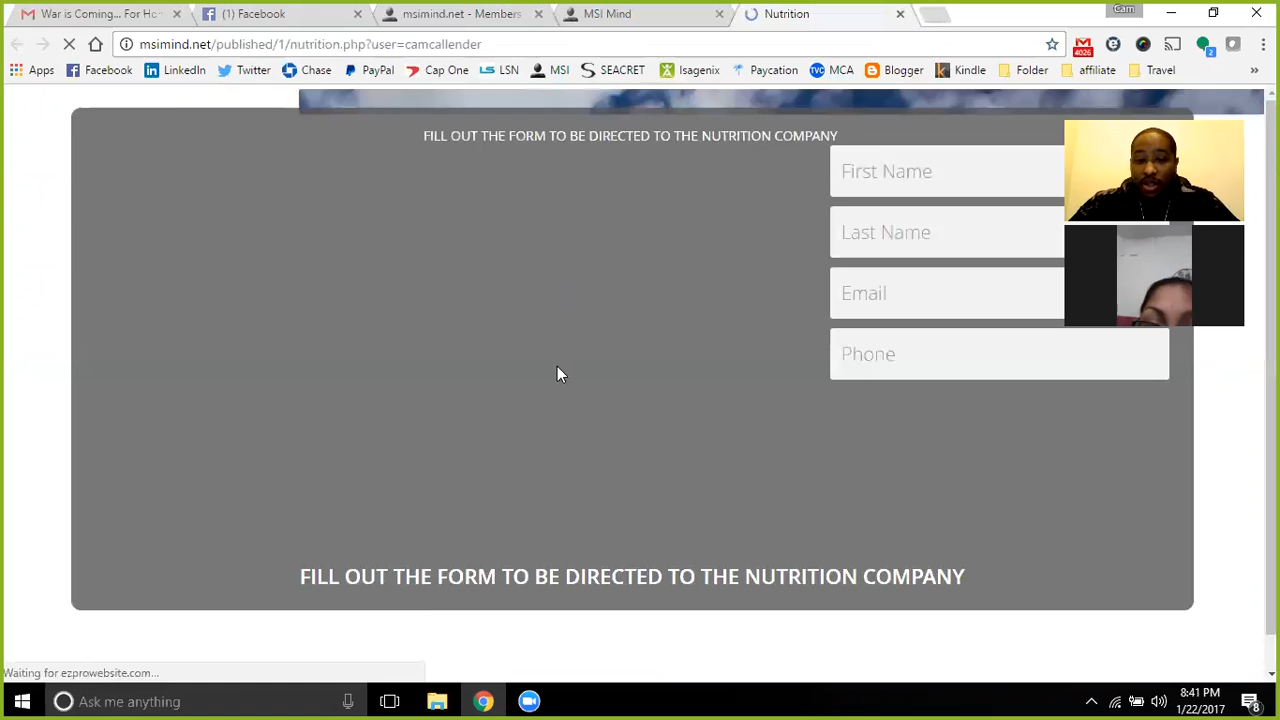 War is Coming... For Ho
(1) Facebook
msimind.net - Members
MSI Mind
Nutrition
Cam
msimind.net/published/1/nutrition.php?user=camcallender
4026
2
Apps
Facebook
LinkedIn
Twitter
Chase
PayPal
Cap One
LSN
MSI
SEACRET
Isagenix
Paycation
TVC
MCA
Blogger
Kindle
Folder
affiliate
Travel
FILL OUT THE FORM TO BE DIRECTED TO THE NUTRITION COMPANY
First Name
Last Name
Email
Phone
FILL OUT THE FORM TO BE DIRECTED TO THE NUTRITION COMPANY
Waiting for ezprowebsite.com...
Ask me anything
8:41 PM
1/22/2017
8